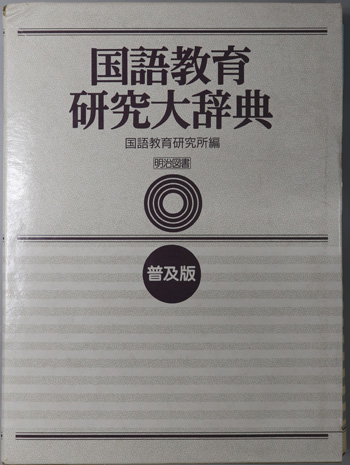 国語教育
研究大辞典
国語教育研究所編
明治図書
普及版